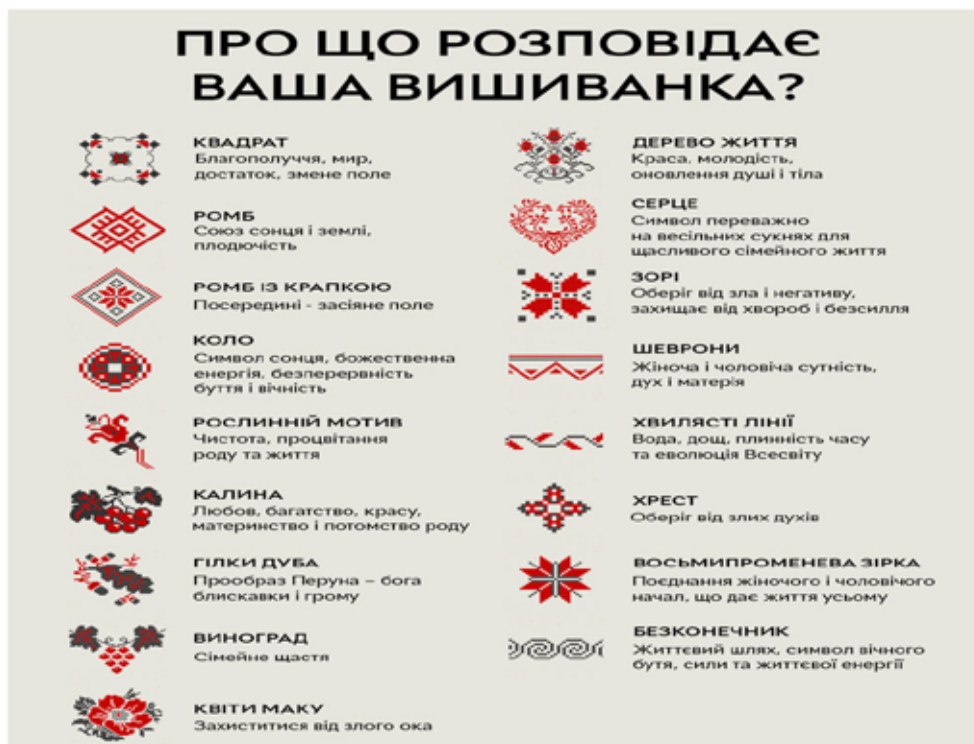 ПРО ЩО РОЗПОВІДАЄ
ВАША ВИШИВАНКА?
КВАДРАТ
Благополуччя, мир,
достаток, змене поле
РОМБ
Союз сонця і землі,
плодючість
РОМБ ІЗ КРАПКОЮ
Посередині - засіяне поле
КОЛО
Символ сонця, божественна
енергія, безперервність
буття і вічність
РОСЛИННІЙ МОТИВ
Чистота, процвітання
роду та життя
КАЛИНА
Любов, багатство, красу,
материнство і потомство роду
ГІЛКИ ДУБА
Прообраз Перуна – бога
блискавки і грому
ВИНОГРАД
Сімейне щастя
КВІТИ МАКУ
Захиститися від злого ока
ДЕРЕВО ЖИТТЯ
Краса, молодість,
оновлення душі і тіла
СЕРЦЕ
Символ переважно
на весільних сукнях для
щасливого сімейного життя
ЗОРІ
Оберіг від зла і негативу,
захищає від хвороб і безсилля
ШЕВРОНИ
Жіноча і чоловіча сутність,
дух і матерія
ХВИЛЯСТІ ЛІНІЇ
Вода, дощ, плинність часу
та еволюція Всесвіту
ХРЕСТ
Оберіг від злих духів
ВОСЬМИПРОМЕНЕВА ЗІРКА
Поєднання жіночого і чоловічого
начал, що дає життя усьому
БЕЗКОНЕЧНИК
Життєвий шлях, символ вічного
бутя, сили та життєвої енергії